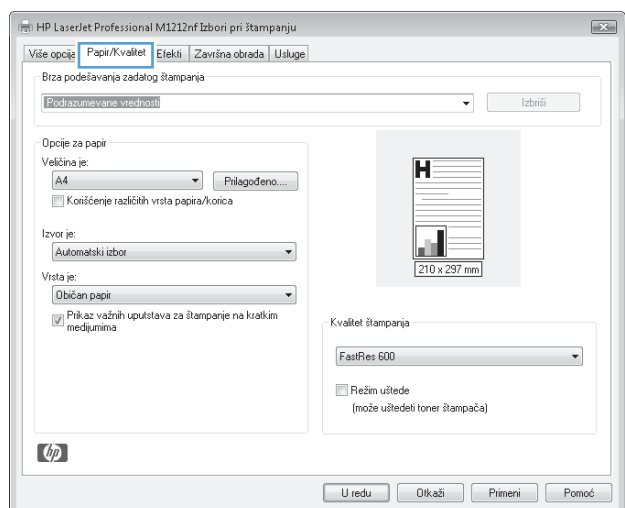 HP LaserJet Professional M1212nf Izbori pri štampanju
Više opcija
Papir/Kvalitet
Efekti
Završna obrada
Usluge
Brza podešavanja zadatog štampanja
Podrazumevane vrednosti
Izbriši
Opcije za papir
Veličina je:
A4
Prilagođeno....
Korišćenje različitih vrsta papira/korica
Izvor je:
Automatski izbor
Vrsta je:
Običan papir
Prikaz važnih uputstava za štampanje na kratkim
medijumima
H
210 x 297 mm
Kvalitet štampanja
FastRes 600
Režim uštede
(može uštedeti toner štampača)
hp
U redu
Otkaži
Primeni
Pomoć